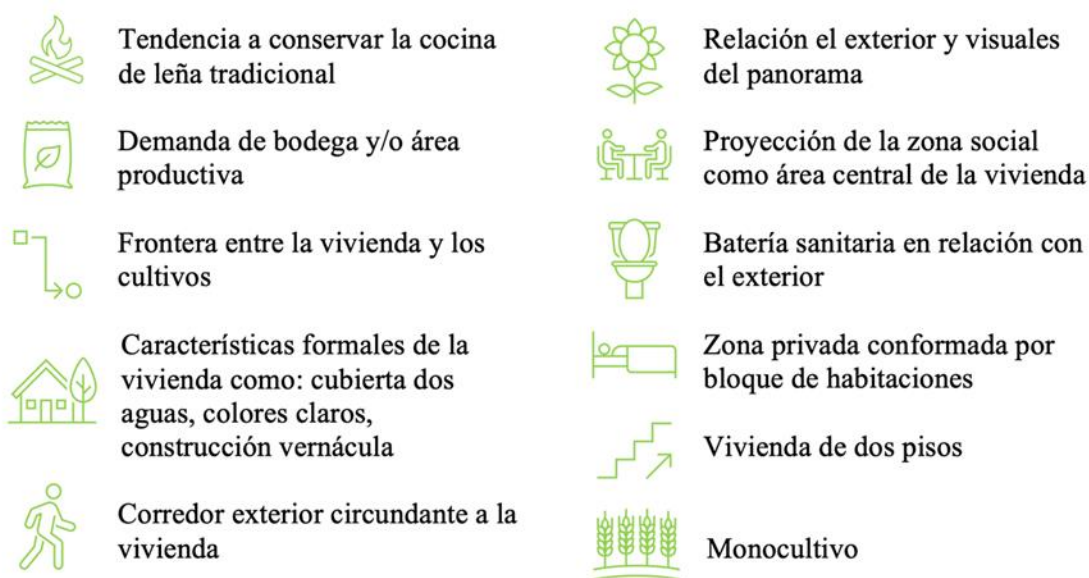 Tendencia a conservar la cocina
de leña tradicional
Demanda de bodega y/o área
productiva
Frontera entre la vivienda y los
cultivos
Características formales de la
vivienda como: cubierta dos
aguas, colores claros,
construcción vernácula
Corredor exterior circundante a la
vivienda
Relación el exterior y visuales
del panorama
Proyección de la zona social
como área central de la vivienda
Batería sanitaria en relación con
el exterior
Zona privada conformada por
bloque de habitaciones
Vivienda de dos pisos
Monocultivo